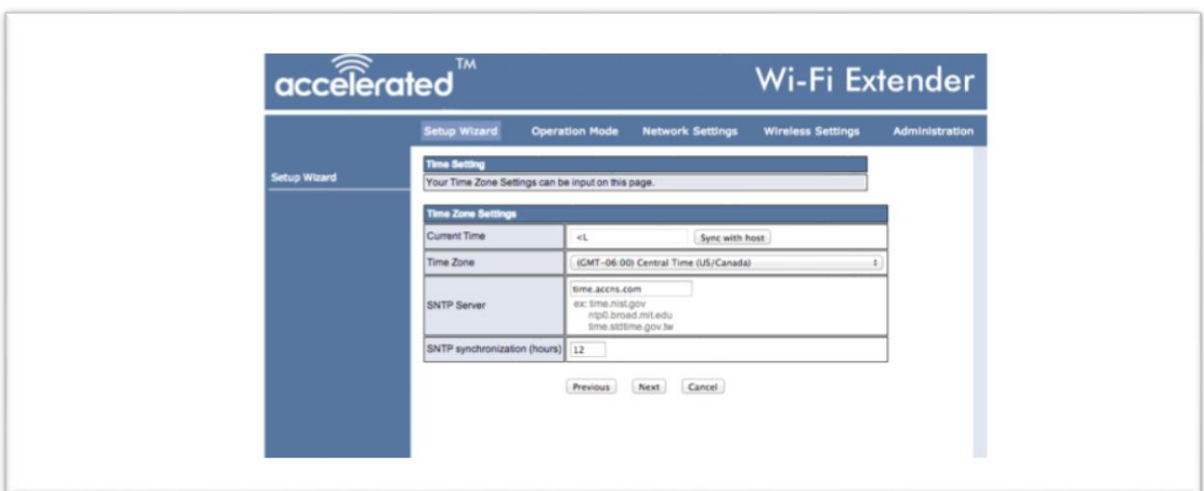 accelerated™
Wi-Fi Extender
Setup Wizard Operation Mode Network Settings Wireless Settings Administration
Setup Wizard
Time Setting
Your Time Zone Settings can be input on this page.
Time Zone Settings
Current Time <L Sync with host
Time Zone (GMT-06:00) Central Time (US/Canada)
SNTP Server time.accns.com
ex: time.nist.gov
ntp0.broad.mit.edu
time.stdtime.gov.tw
SNTP synchronization (hours) 12
Previous Next Cancel